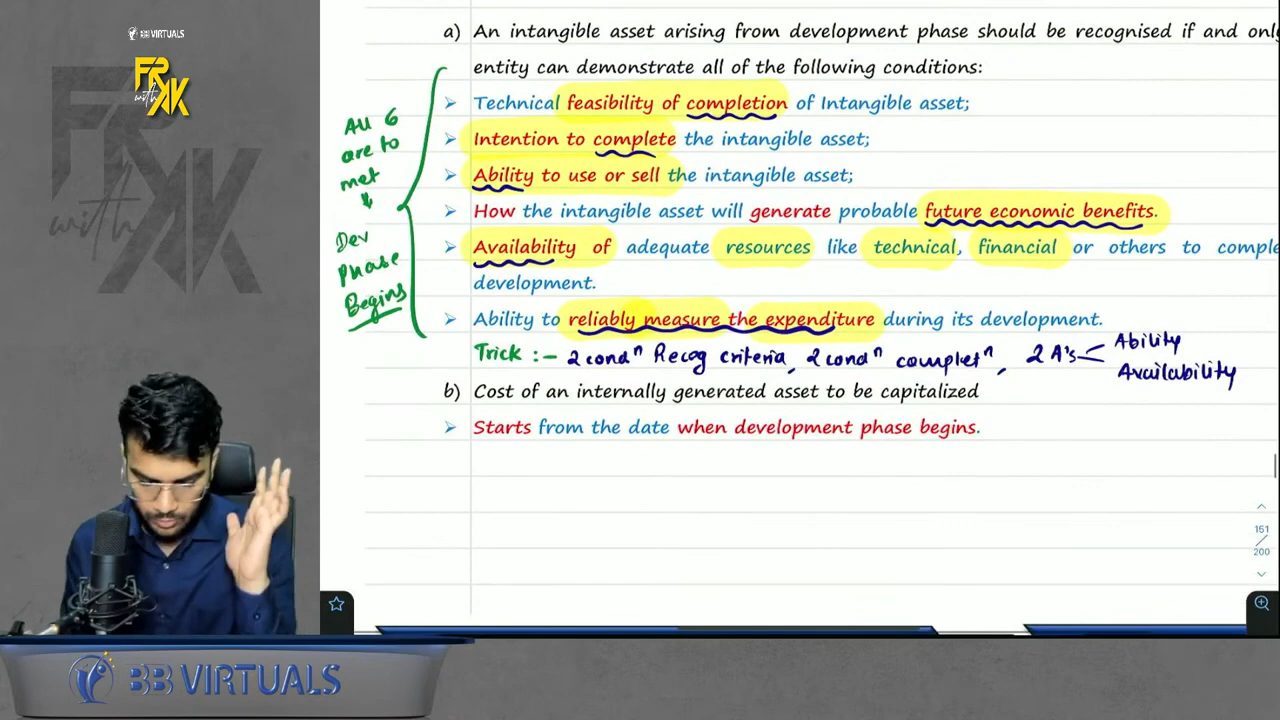 BB VIRTUALS
FR
with
AK
FR
with
AK
a) An intangible asset arising from development phase should be recognised if and only
entity can demonstrate all of the following conditions:
➢ Technical feasibility of completion of Intangible asset;
➢ Intention to complete the intangible asset;
➢ Ability to use or sell the intangible asset;
➢ How the intangible asset will generate probable future economic benefits.
➢ Availability of adequate resources like technical, financial or others to comple
development.
➢ Ability to reliably measure the expenditure during its development.
All 6
are to
met
Dev
Phase
Begins
Trick :- 2 condⁿ Recog criteria, 2 condⁿ completⁿ, 2 A's Ability
Availability
b) Cost of an internally generated asset to be capitalized
➢ Starts from the date when development phase begins.
151
200
BB VIRTUALS